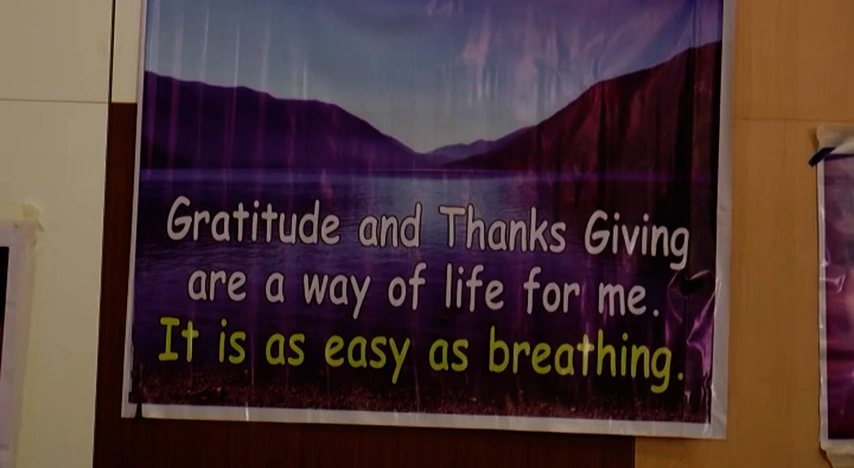 Gratitude and Thanks Giving
are a way of life for me.
It is as easy as breathing.